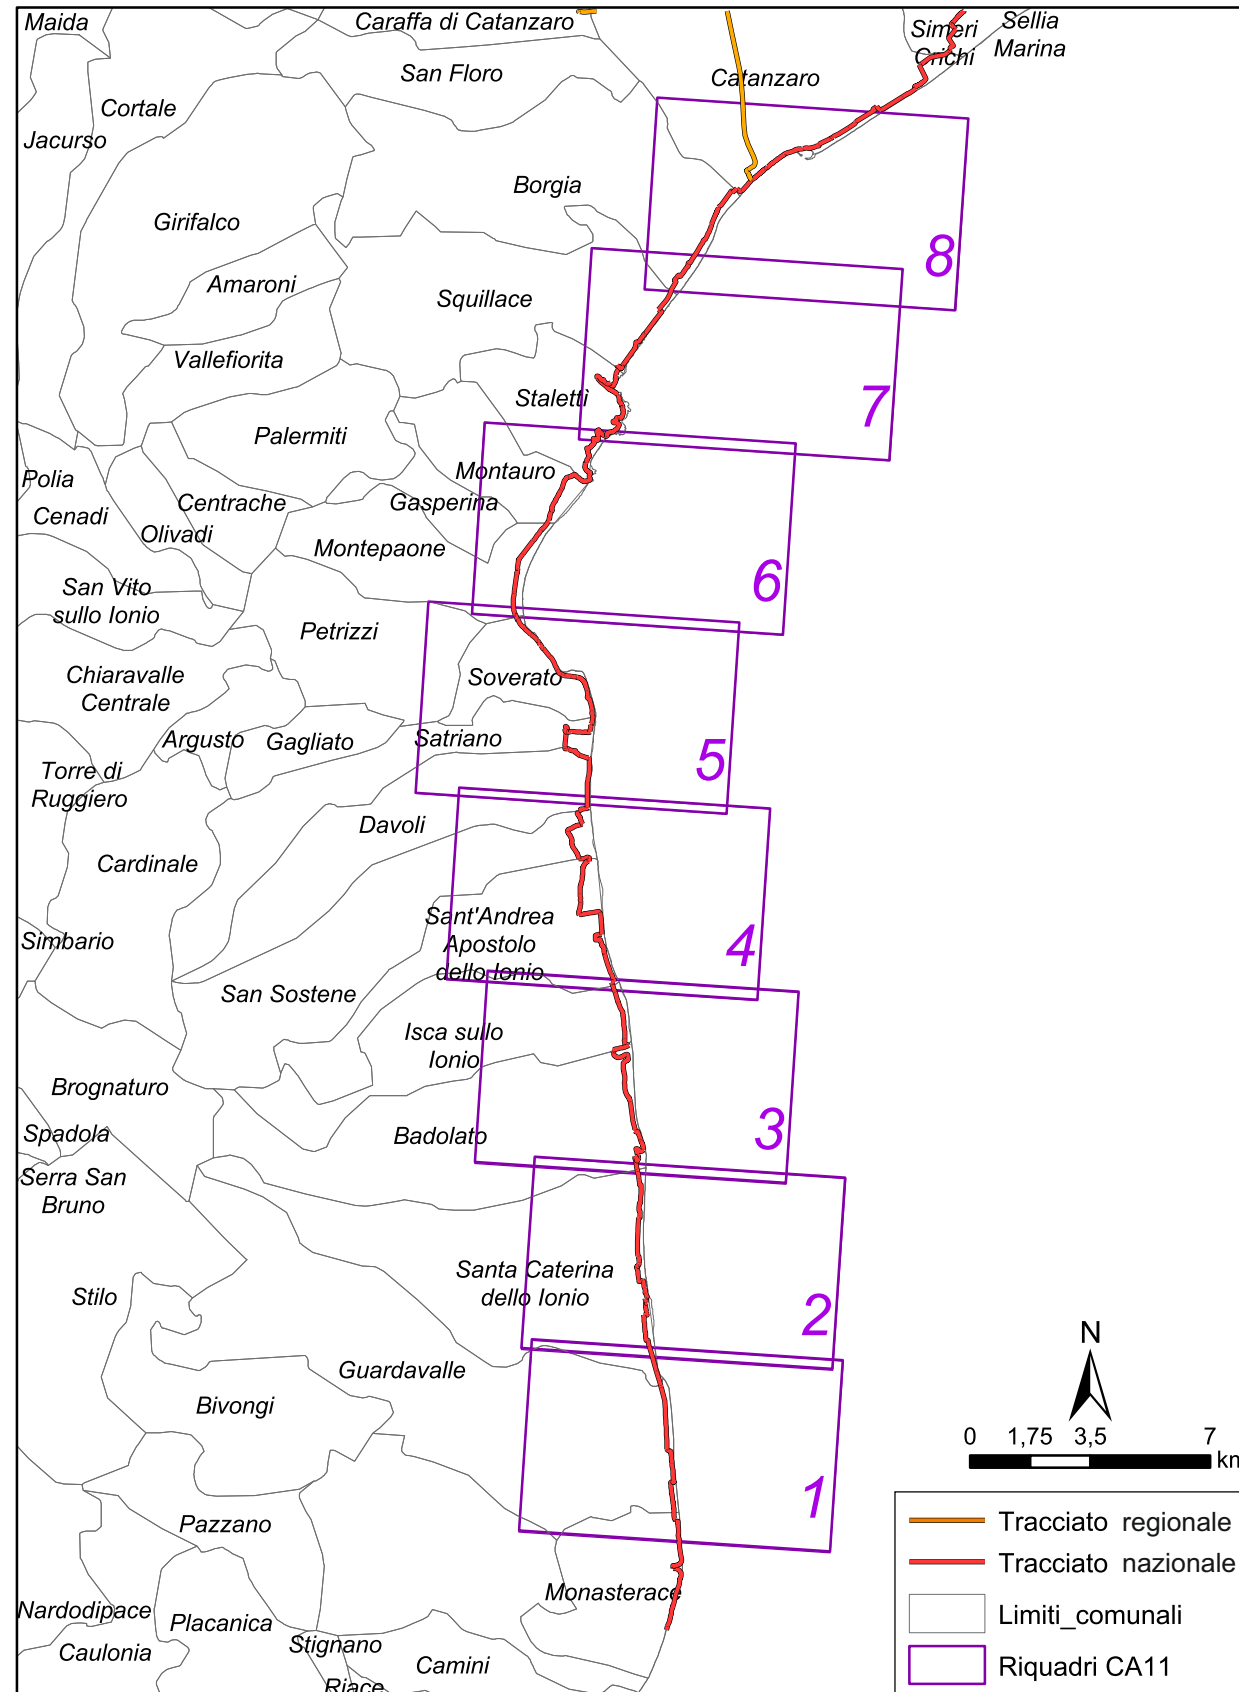 Maida
Caraffa di Catanzaro
Simeri
Crichi
Sellia
Marina
San Floro
Catanzaro
Cortale
Jacurso
Borgia
Girifalco
8
Amaroni
Squillace
Vallefiorita
Stalettì
7
Palermiti
Montauro
Polia
Centrache
Gasperina
Cenadi
Olivadi
Montepaone
6
San Vito
sullo Ionio
Petrizzi
Chiaravalle
Centrale
Soverato
Argusto
Gagliato
Satriano
5
Torre di
Ruggiero
Davoli
Cardinale
Sant'Andrea
Apostolo
dello Ionio
Simbario
4
San Sostene
Isca sullo
Ionio
Brognaturo
Spadola
Badolato
3
Serra San
Bruno
Santa Caterina
dello Ionio
Stilo
2
N
Guardavalle
Bivongi
0 1,75 3,5 7
km
1
Pazzano
Tracciato regionale
Tracciato nazionale
Monasterace
Nardodipace
Placanica
Limiti_comunali
Caulonia
Stignano
Camini
Riquadri CA11
Riace